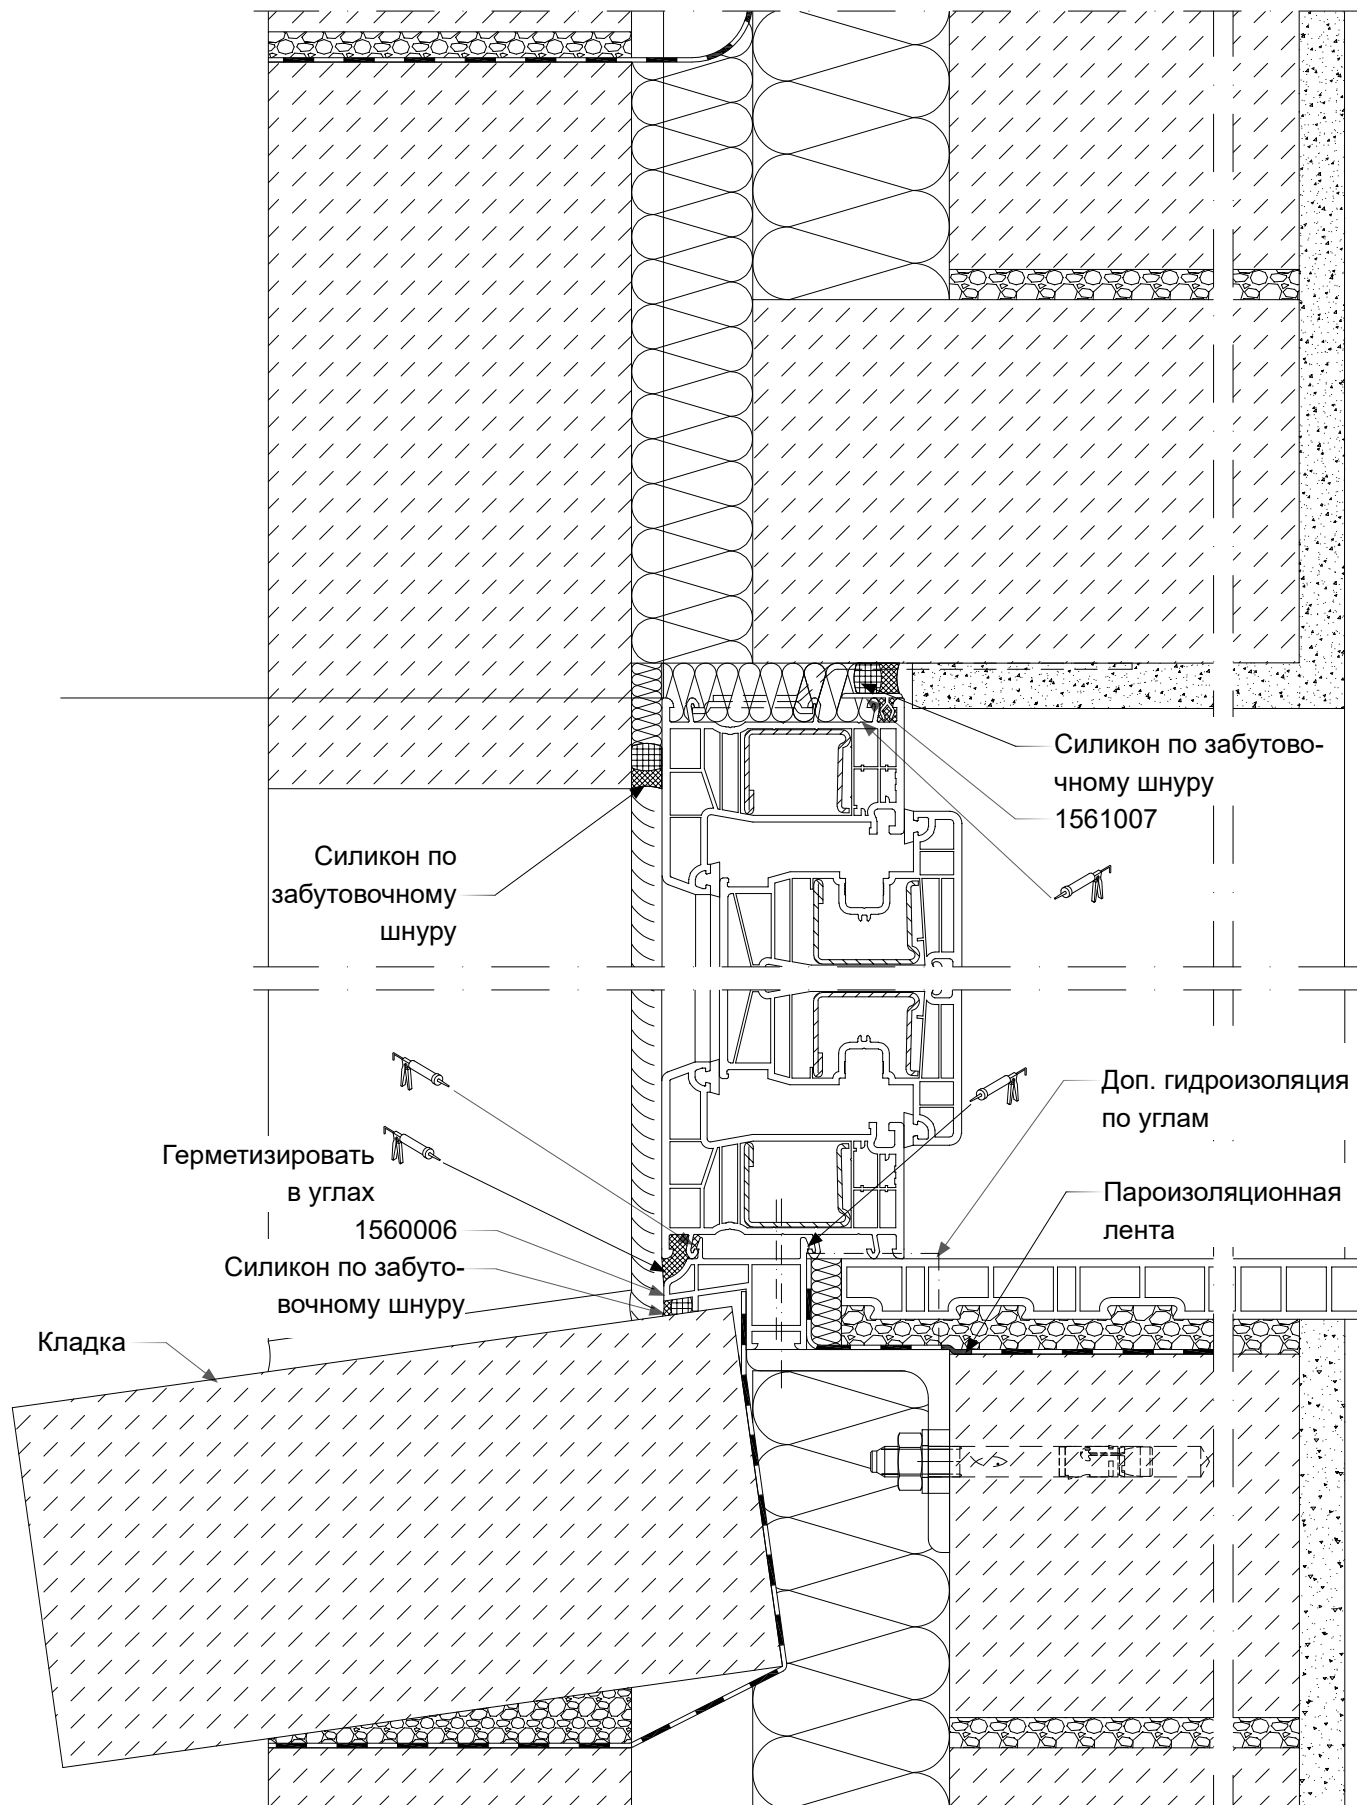 Силикон по забутово-
чному шнуру
1561007
Силикон по
забутовочному
шнуру
Доп. гидроизоляция
по углам
Герметизировать
в углах
1560006
Силикон по забуто-
вочному шнуру
Пароизоляционная
лента
Кладка